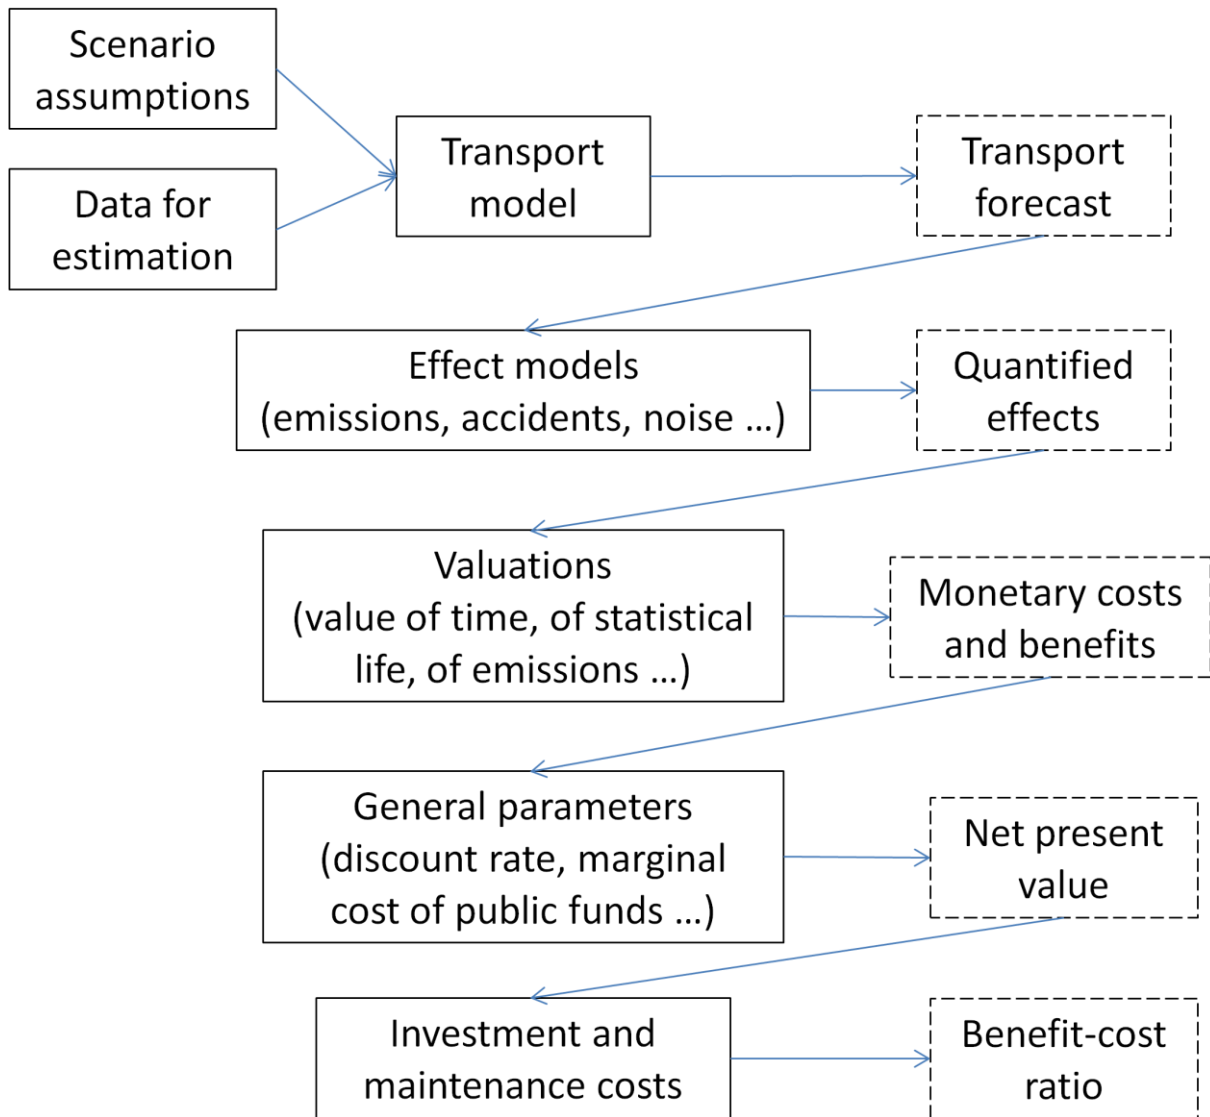 Scenario
assumptions
Data for
estimation
Transport
model
Transport
forecast
Effect models
(emissions, accidents, noise …)
Quantified
effects
Valuations
(value of time, of statistical
life, of emissions …)
Monetary costs
and benefits
General parameters
(discount rate, marginal
cost of public funds …)
Net present
value
Investment and
maintenance costs
Benefit-cost
ratio